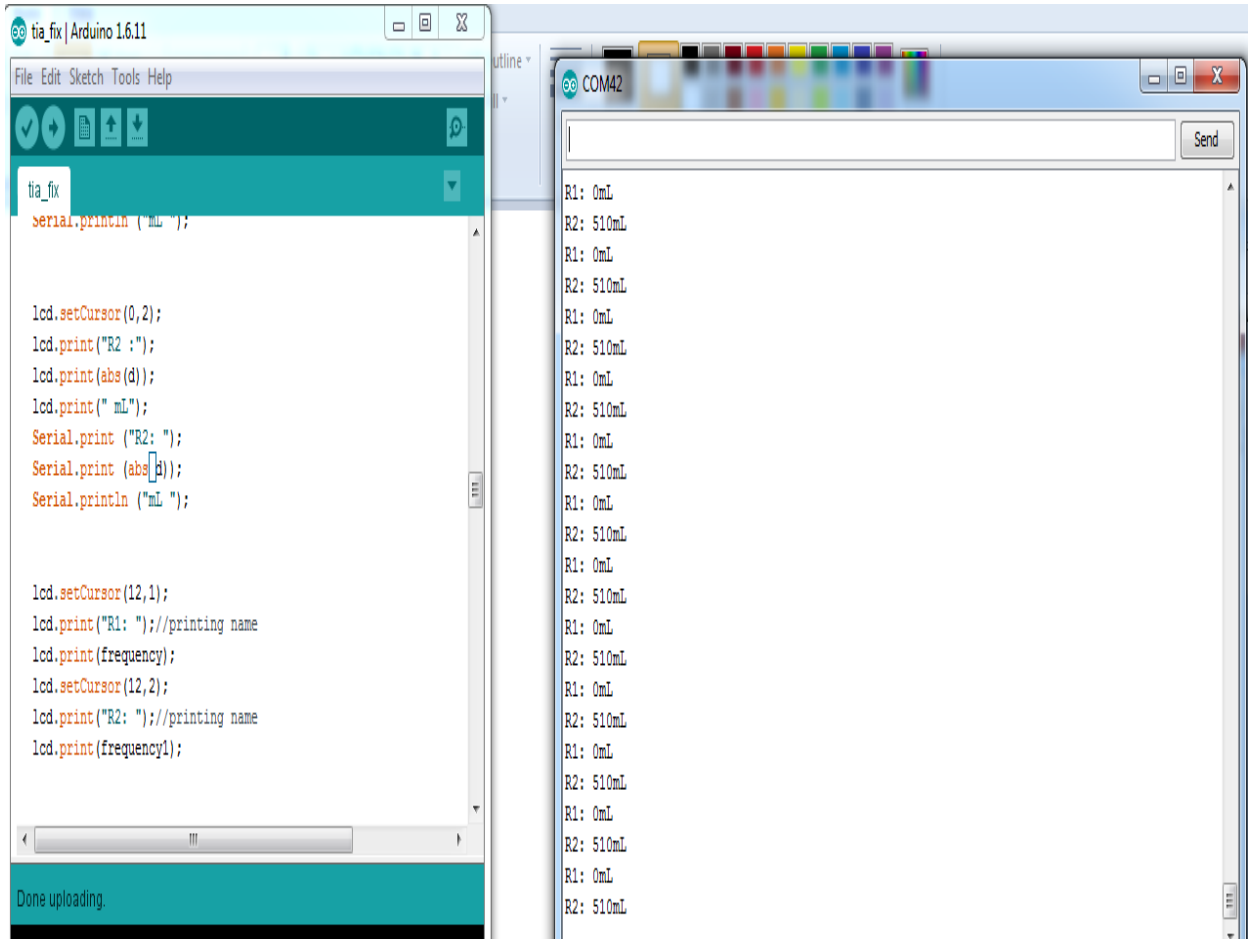 tia_fix | Arduino 1.6.11
File Edit Sketch Tools Help
tia_fix
Serial.println ("mL ");
lcd.setCursor(0,2);
lcd.print("R2 :");
lcd.print(abs(d));
lcd.print(" mL");
Serial.print ("R2: ");
Serial.print (abs(d));
Serial.println ("mL ");
lcd.setCursor(12,1);
lcd.print("R1: ");//printing name
lcd.print(frequency);
lcd.setCursor(12,2);
lcd.print("R2: ");//printing name
lcd.print(frequency1);
Done uploading.
utline
COM42
Send
R1: 0mL
R2: 510mL
R1: 0mL
R2: 510mL
R1: 0mL
R2: 510mL
R1: 0mL
R2: 510mL
R1: 0mL
R2: 510mL
R1: 0mL
R2: 510mL
R1: 0mL
R2: 510mL
R1: 0mL
R2: 510mL
R1: 0mL
R2: 510mL
R1: 0mL
R2: 510mL
R1: 0mL
R2: 510mL
R1: 0mL
R2: 510mL